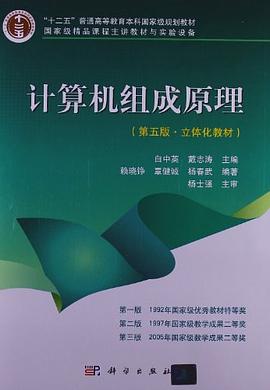 “十二五”普通高等教育本科国家级规划教材
国家级精品课程主讲教材与实验设备
计算机组成原理
(第五版·立体化教材)
白中英 戴志涛 主编
赖晓铮 覃健诚 杨春武 编著
杨士强 主审
第一版 1992年国家级优秀教材特等奖
第二版 1997年国家级教学成果二等奖
第三版 2005年国家级教学成果二等奖
科学出版社